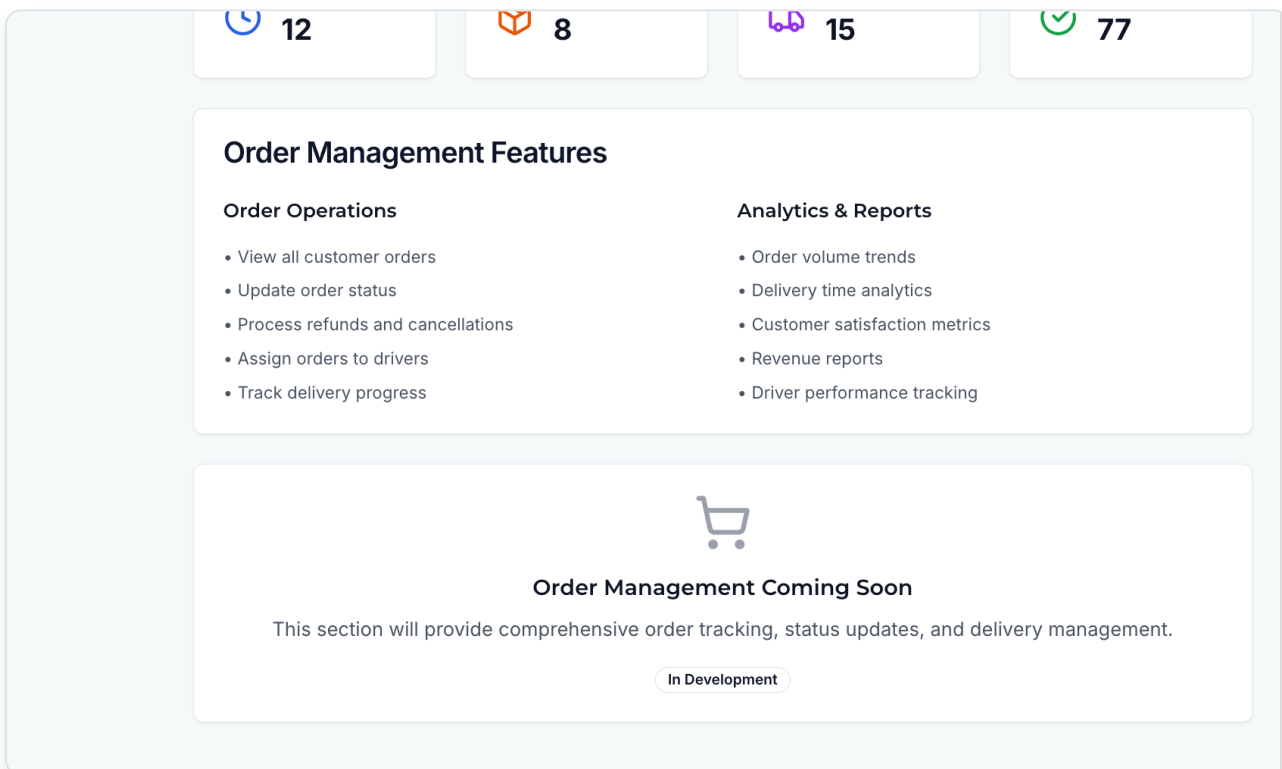 12
8
15
77
Order Management Features
Order Operations
• View all customer orders
• Update order status
• Process refunds and cancellations
• Assign orders to drivers
• Track delivery progress
Analytics & Reports
• Order volume trends
• Delivery time analytics
• Customer satisfaction metrics
• Revenue reports
• Driver performance tracking
Order Management Coming Soon
This section will provide comprehensive order tracking, status updates, and delivery management.
In Development